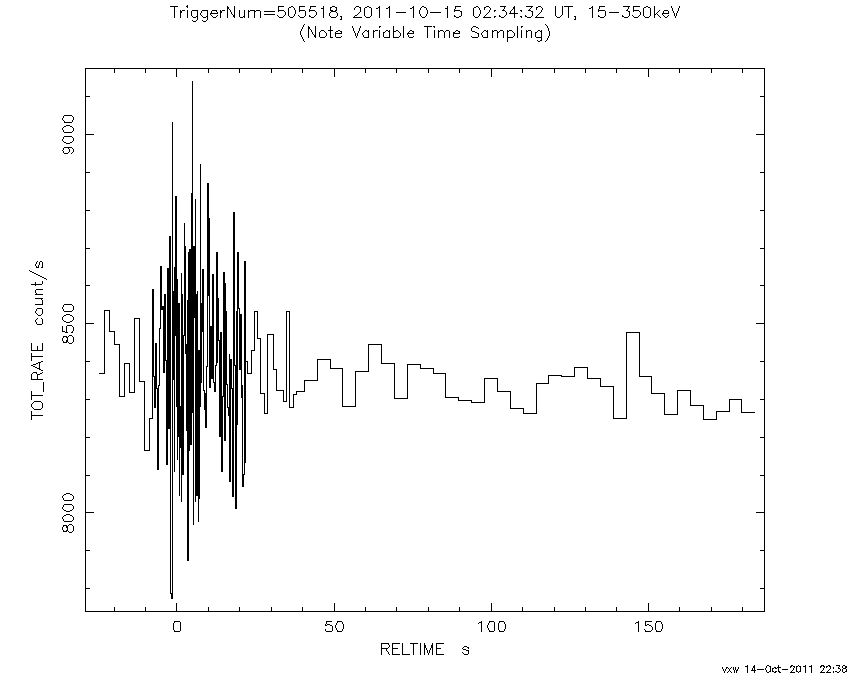 TriggerNum=505518, 2011-10-15 02:34:32 UT, 15-350keV
(Note Variable Time Sampling)
TOT_RATE count/s
9000
8500
8000
0 50 100 150
RELTIME s
vxw 14-Oct-2011 22:38